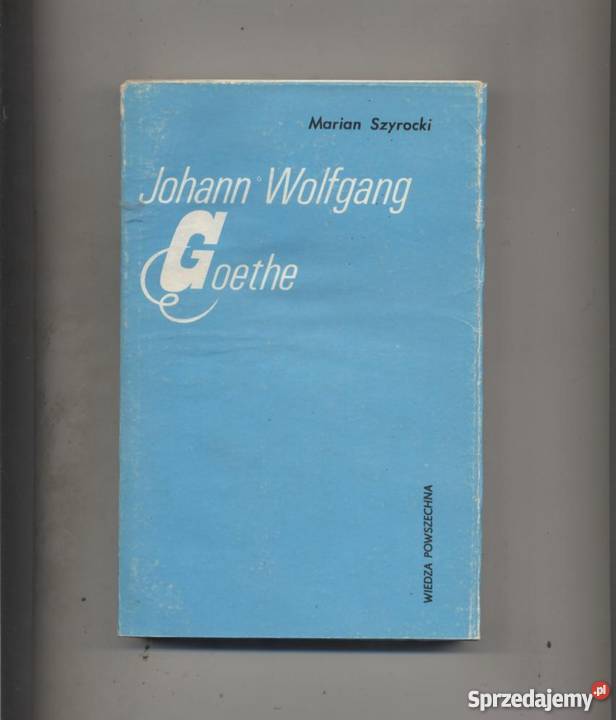 Marian Szyrocki
Johann Wolfgang
Goethe
WIEDZA POWSZECHNA
Sprzedajemy.pl